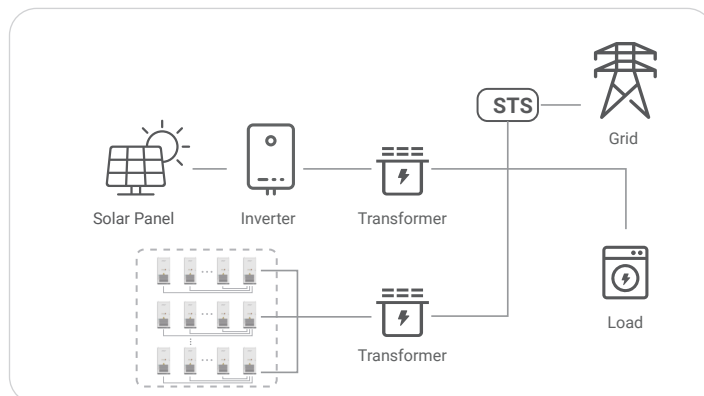 STS
Grid
Solar Panel
Inverter
Transformer
Load
Transformer